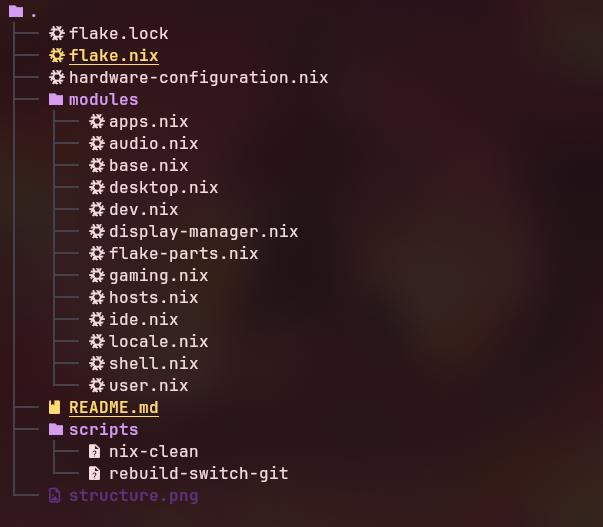 .
flake.lock
flake.nix
hardware-configuration.nix
modules
apps.nix
audio.nix
base.nix
desktop.nix
dev.nix
display-manager.nix
flake-parts.nix
gaming.nix
hosts.nix
ide.nix
locale.nix
shell.nix
user.nix
README.md
scripts
nix-clean
rebuild-switch-git
structure.png